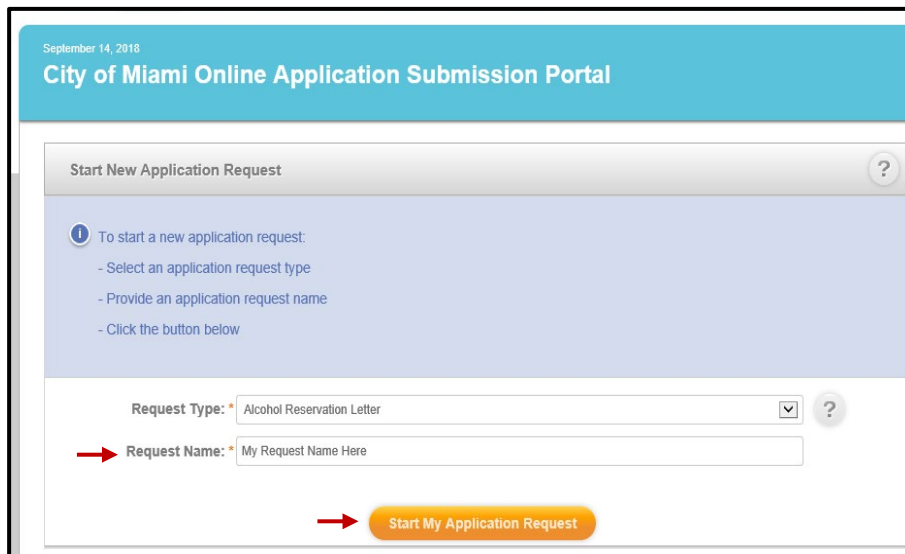 September 14, 2018
City of Miami Online Application Submission Portal
Start New Application Request
?
i
To start a new application request:
- Select an application request type
- Provide an application request name
- Click the button below
Request Type: * Alcohol Reservation Letter
?
Request Name: * My Request Name Here
Start My Application Request